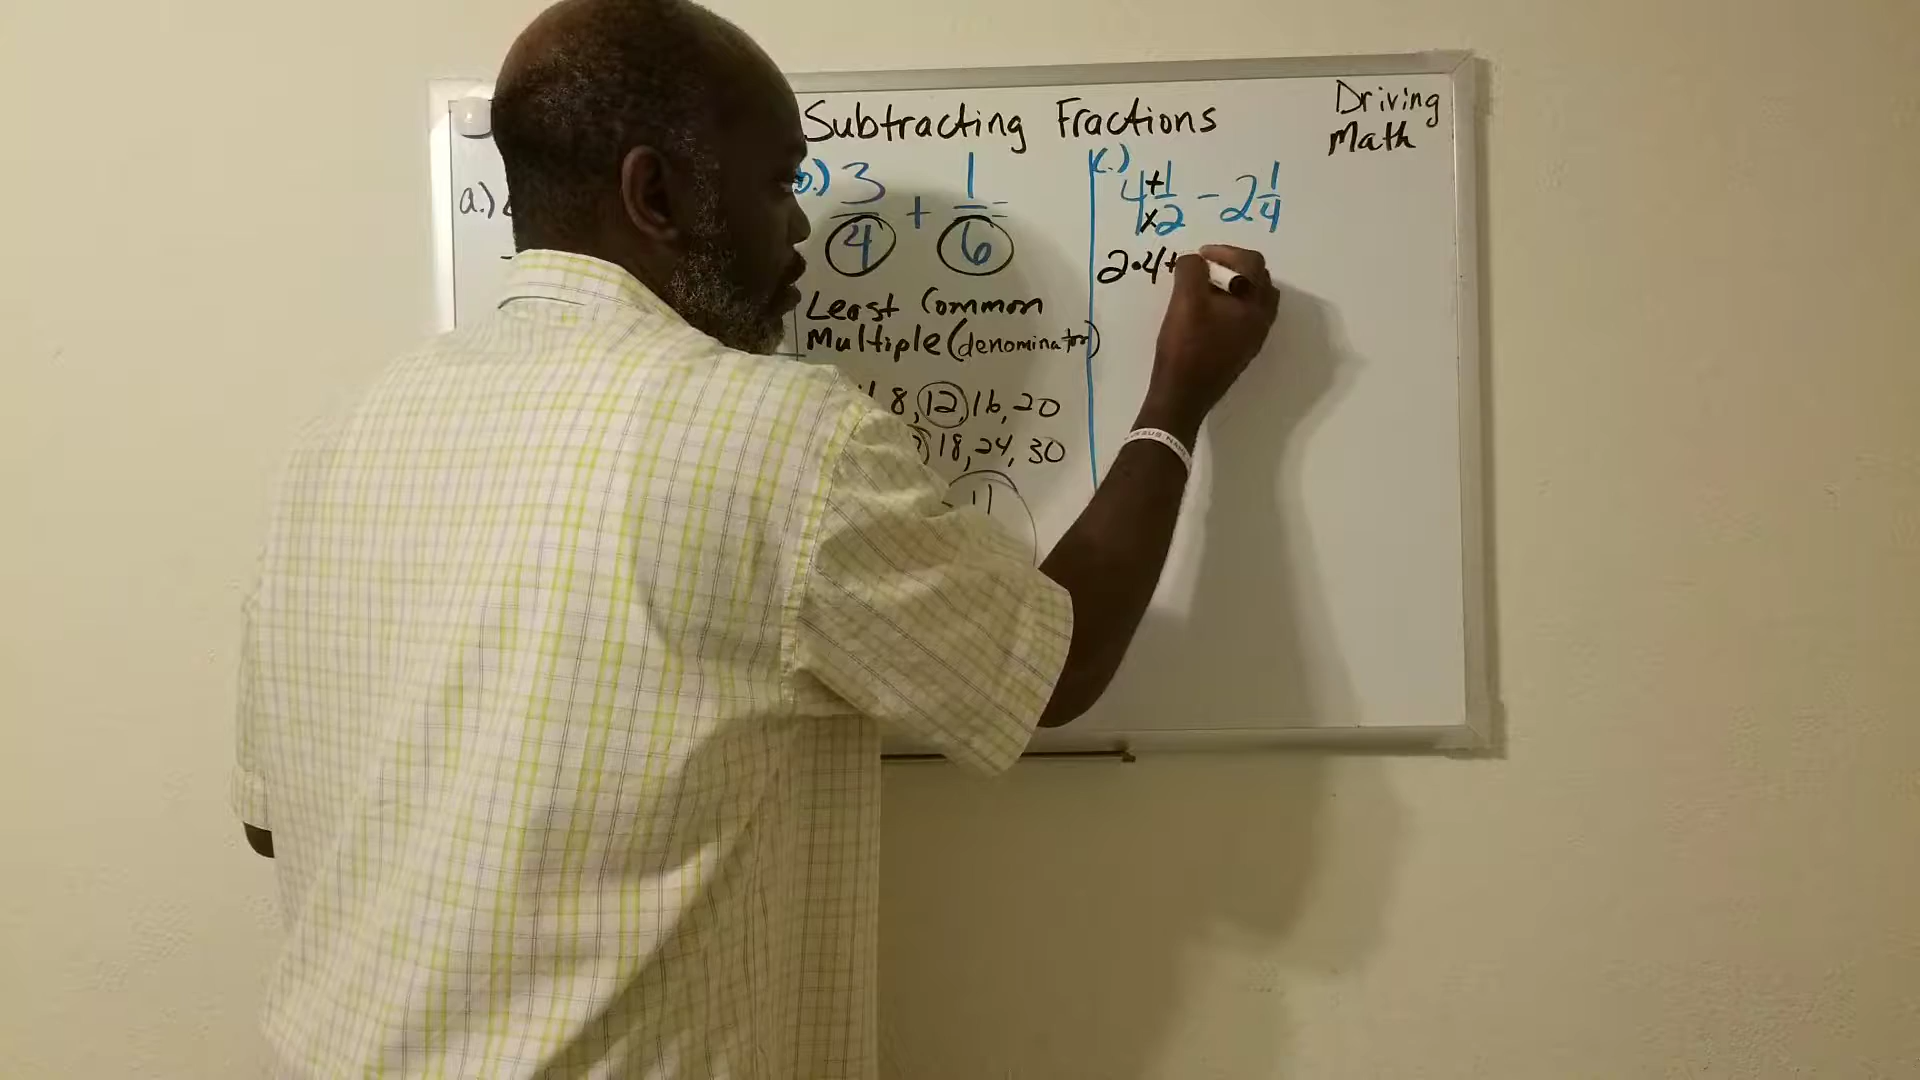 Subtracting Fractions
Driving
Math
a.)
b.) 3/4 + 1/6 =
Least Common
Multiple (denominator)
8, 12, 16, 20
18, 24, 30
11
c.) 4 + 1/2 - 2 1/4
x
2•4+